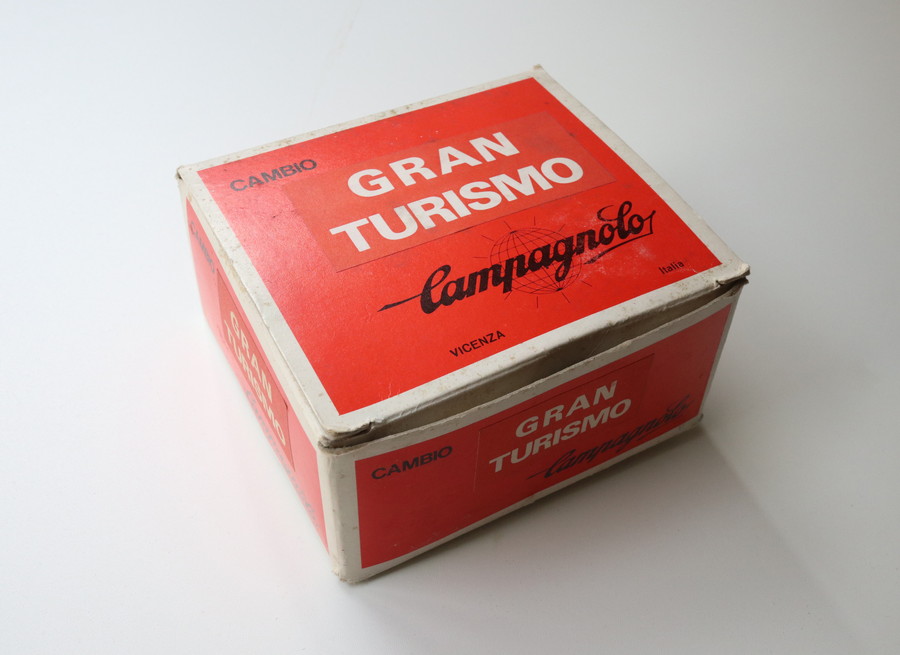 CAMBIO
GRAN
TURISMO
Campagnolo
Italia
VICENZA
GRAN
TURISMO
CAMBIO
GRAN
TURISMO
Campagnolo